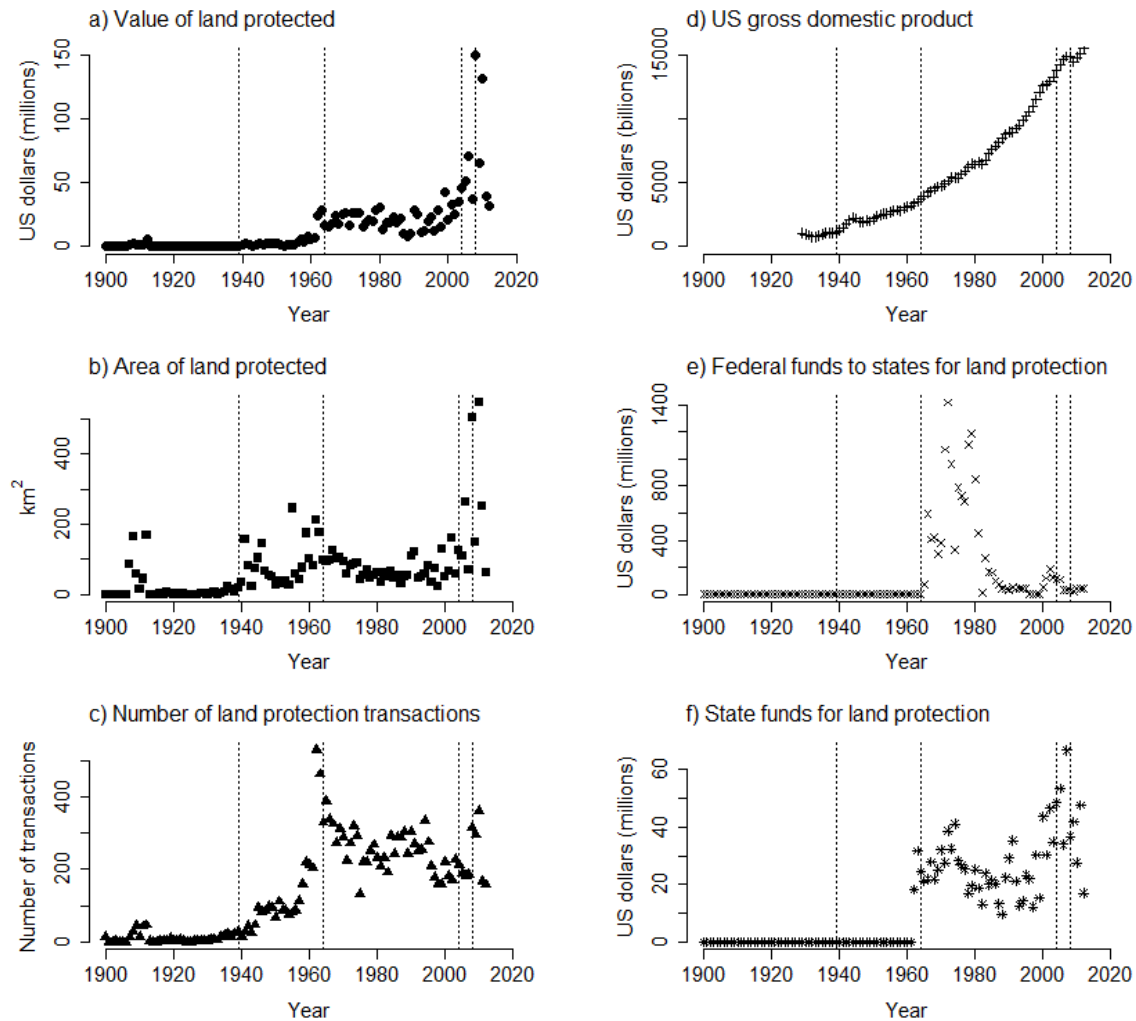 a) Value of land protected
US dollars (millions)
150
100
50
0
1900 1920 1940 1960 1980 2000 2020
Year
d) US gross domestic product
US dollars (billions)
15000
5000
0
1900 1920 1940 1960 1980 2000 2020
Year
b) Area of land protected
km²
400
200
0
1900 1920 1940 1960 1980 2000 2020
Year
e) Federal funds to states for land protection
US dollars (millions)
1400
800
400
0
1900 1920 1940 1960 1980 2000 2020
Year
c) Number of land protection transactions
Number of transactions
400
200
0
1900 1920 1940 1960 1980 2000 2020
Year
f) State funds for land protection
US dollars (millions)
60
40
20
0
1900 1920 1940 1960 1980 2000 2020
Year